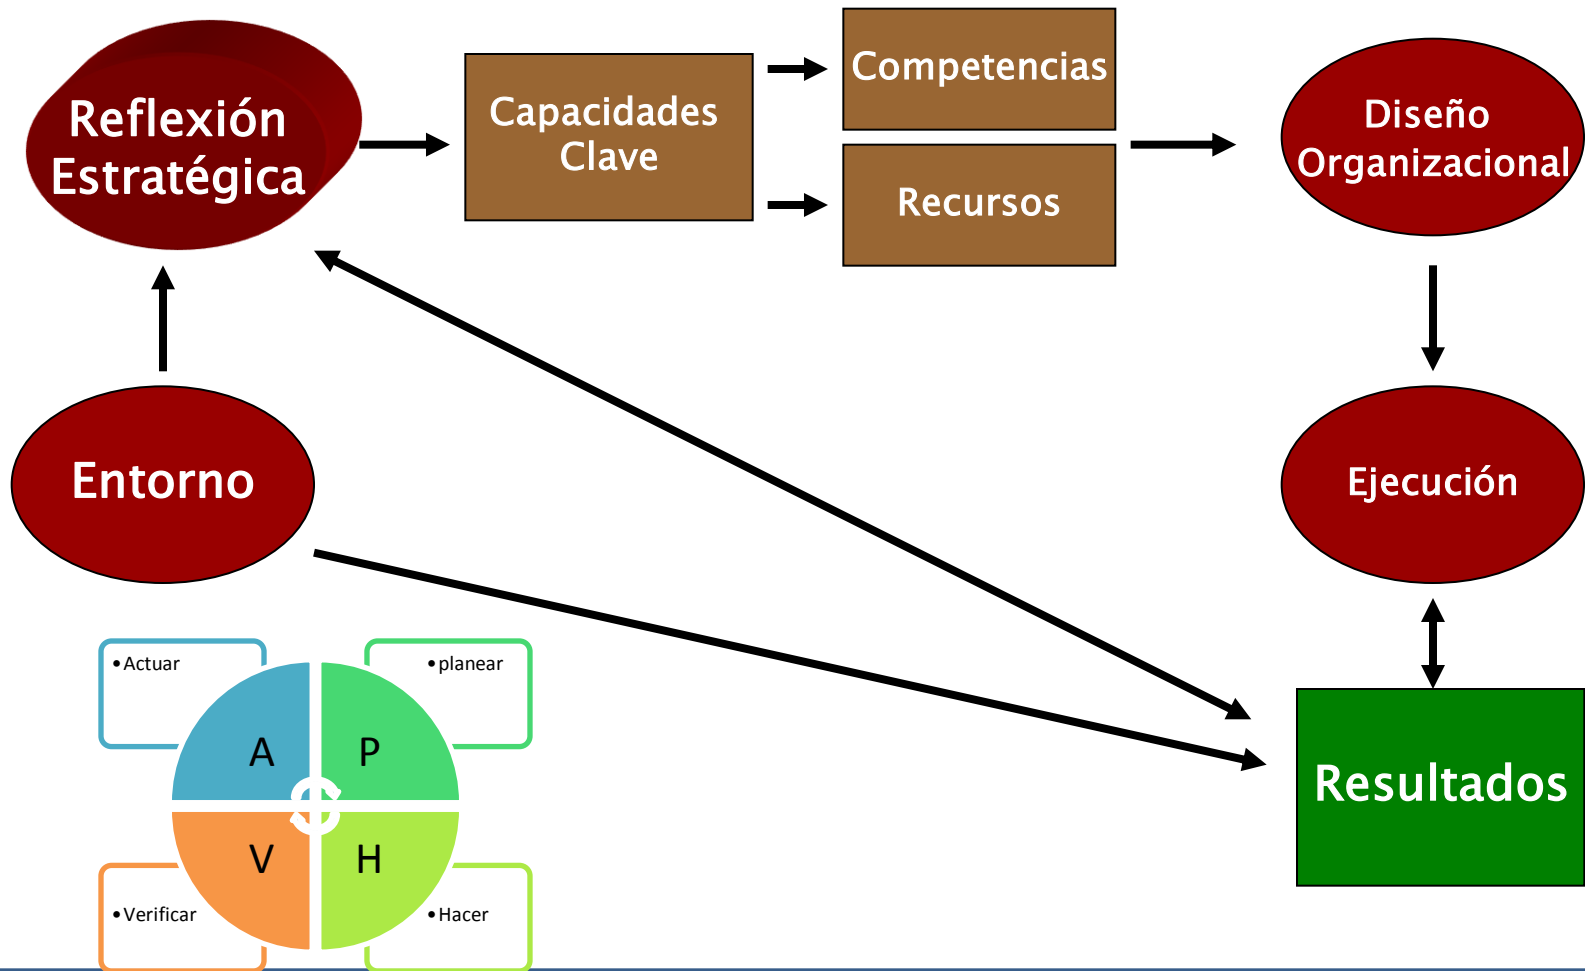 Reflexión
Estratégica
Capacidades
Clave
Competencias
Recursos
Diseño
Organizacional
Entorno
Ejecución
Resultados
•Actuar
•planear
A
P
V
H
•Verificar
•Hacer